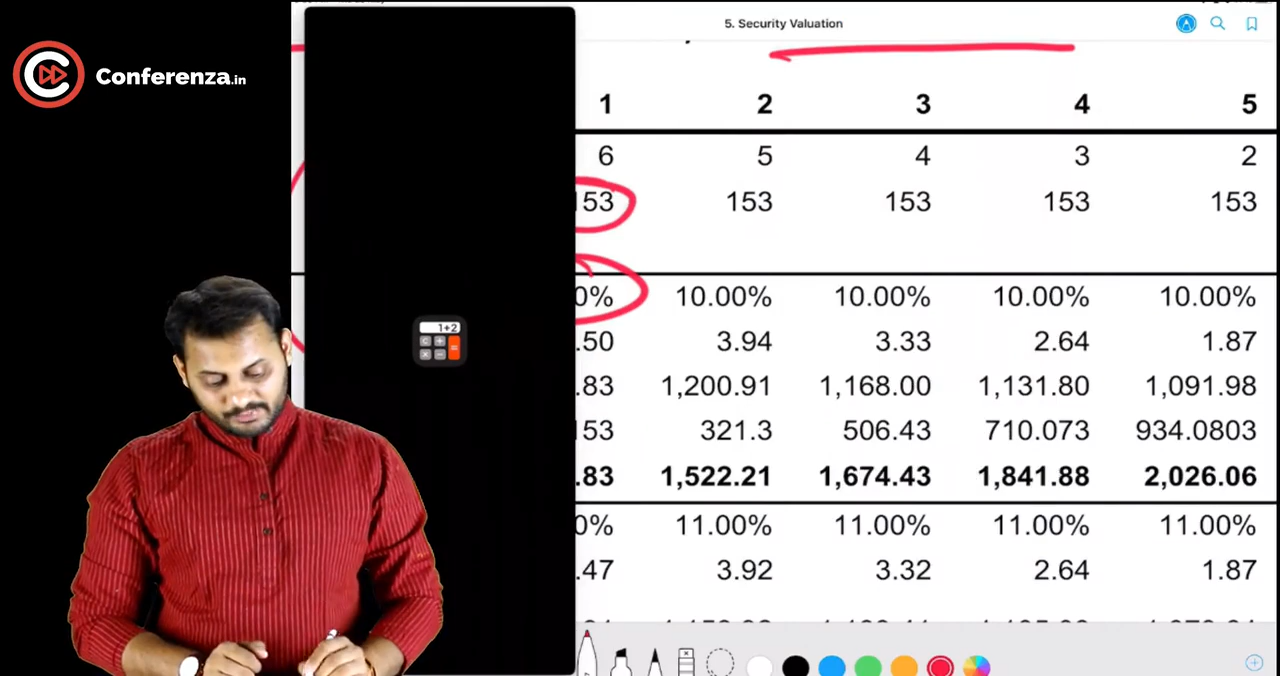 5. Security Valuation
Conferenza.in
1 2 3 4 5
6 5 4 3 2
153 153 153 153 153
0% 10.00% 10.00% 10.00% 10.00%
1+2
.50 3.94 3.33 2.64 1.87
.83 1,200.91 1,168.00 1,131.80 1,091.98
153 321.3 506.43 710.073 934.0803
.83 1,522.21 1,674.43 1,841.88 2,026.06
0% 11.00% 11.00% 11.00% 11.00%
.47 3.92 3.32 2.64 1.87